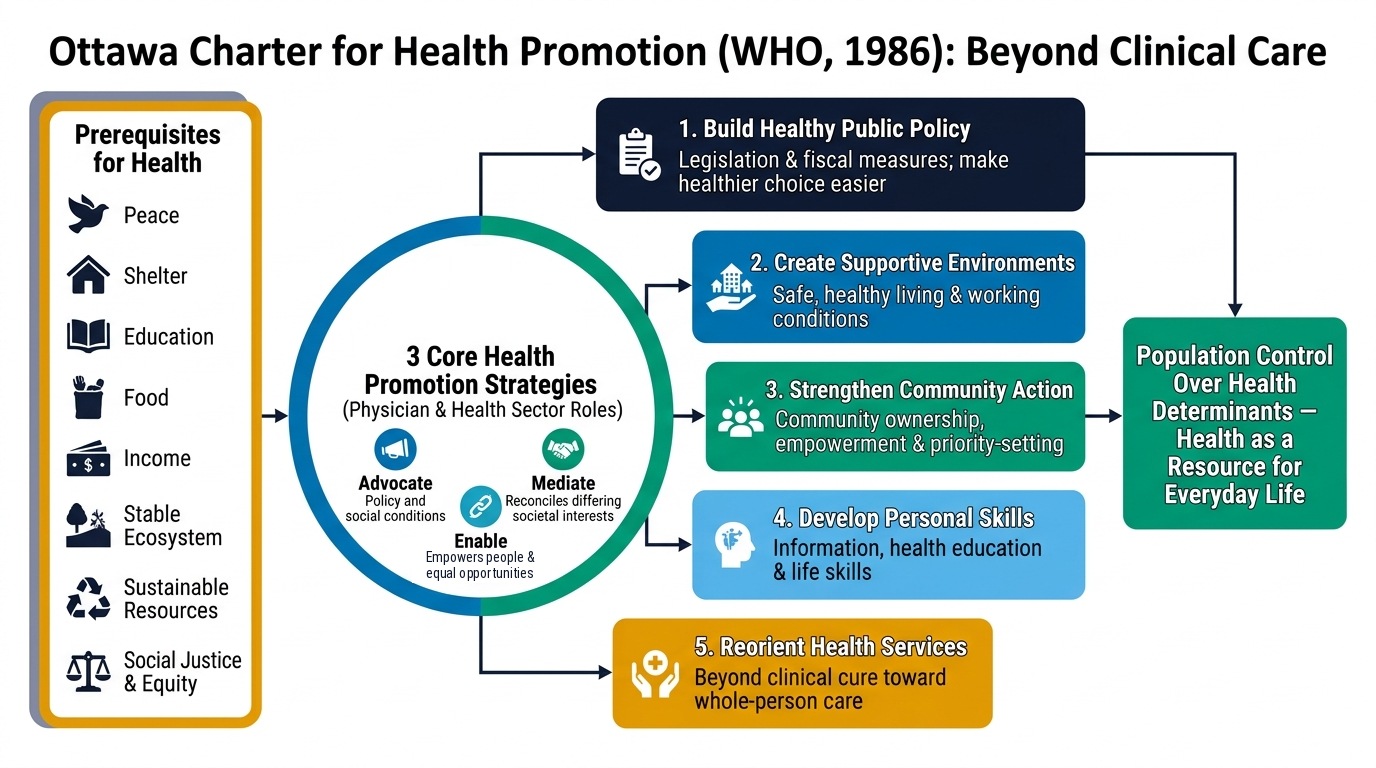 Ottawa Charter for Health Promotion (WHO, 1986): Beyond Clinical Care
Prerequisites
for Health
Peace
Shelter
Education
Food
$
Income
Stable
Ecosystem
Sustainable
Resources
Social Justice
& Equity
3 Core Health
Promotion Strategies
(Physician & Health Sector Roles)
Advocate
Policy and
social conditions
Mediate
Reconciles differing
societal interests
Enable
Empowers people &
equal opportunities
1. Build Healthy Public Policy
Legislation & fiscal measures; make
healthier choice easier
2. Create Supportive Environments
Safe, healthy living & working
conditions
3. Strengthen Community Action
Community ownership,
empowerment & priority-setting
4. Develop Personal Skills
Information, health education
& life skills
5. Reorient Health Services
Beyond clinical cure toward
whole-person care
Population Control
Over Health
Determinants —
Health as a
Resource for
Everyday Life